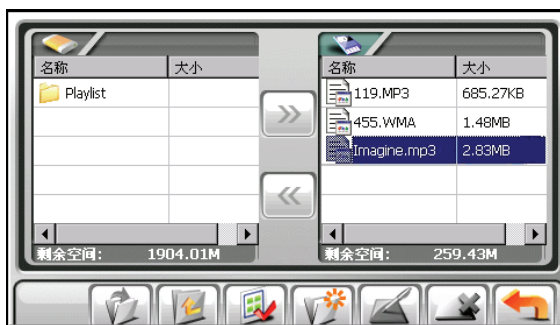 名称 大小
Playlist
剩余空间: 1904.01M
名称 大小
119.MP3 685.27KB
455.WMA 1.48MB
Imagine.mp3 2.83MB
剩余空间: 259.43M